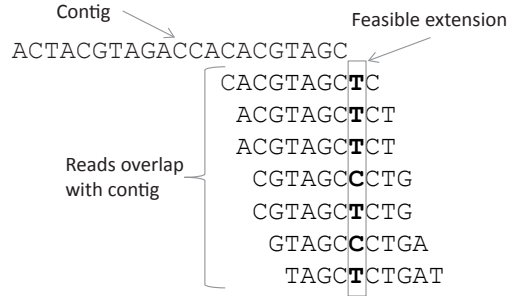 Contig
Feasible extension
ACTACGTAGACCACACGTAGC
CACGTAGCTC
ACGTAGCTCT
ACGTAGCTCT
Reads overlap
with contig
CGTAGCCCTG
CGTAGCTCTG
GTAGCCCTGA
TAGCTCTGAT